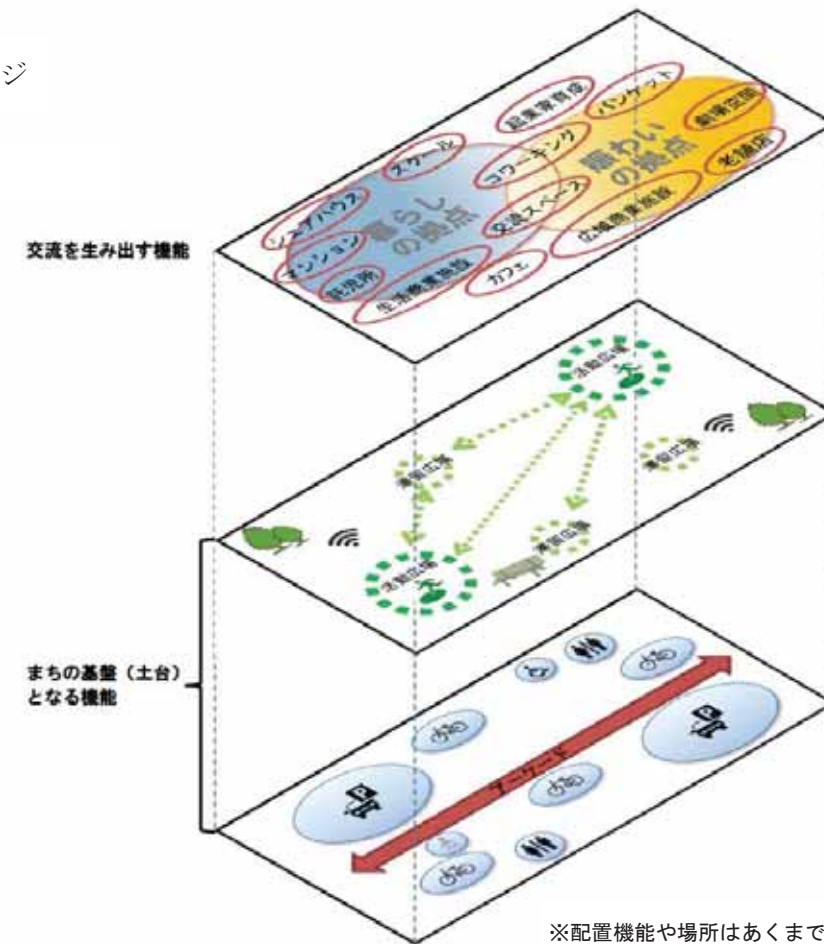 ジ
交流を生み出す機能
起業家育成
バンケット
劇場空間
スクール
コワーキング
賑わい
の拠点
老舗店
シェアハウス
暮らし
の拠点
交流スペース
広域商業施設
マンション
託児所
生活商業施設
カフェ
活動広場
滞留広場
滞留広場
滞留広場
活動広場
まちの基盤（土台）
となる機能
P
アーケード
P
※配置機能や場所はあくまで